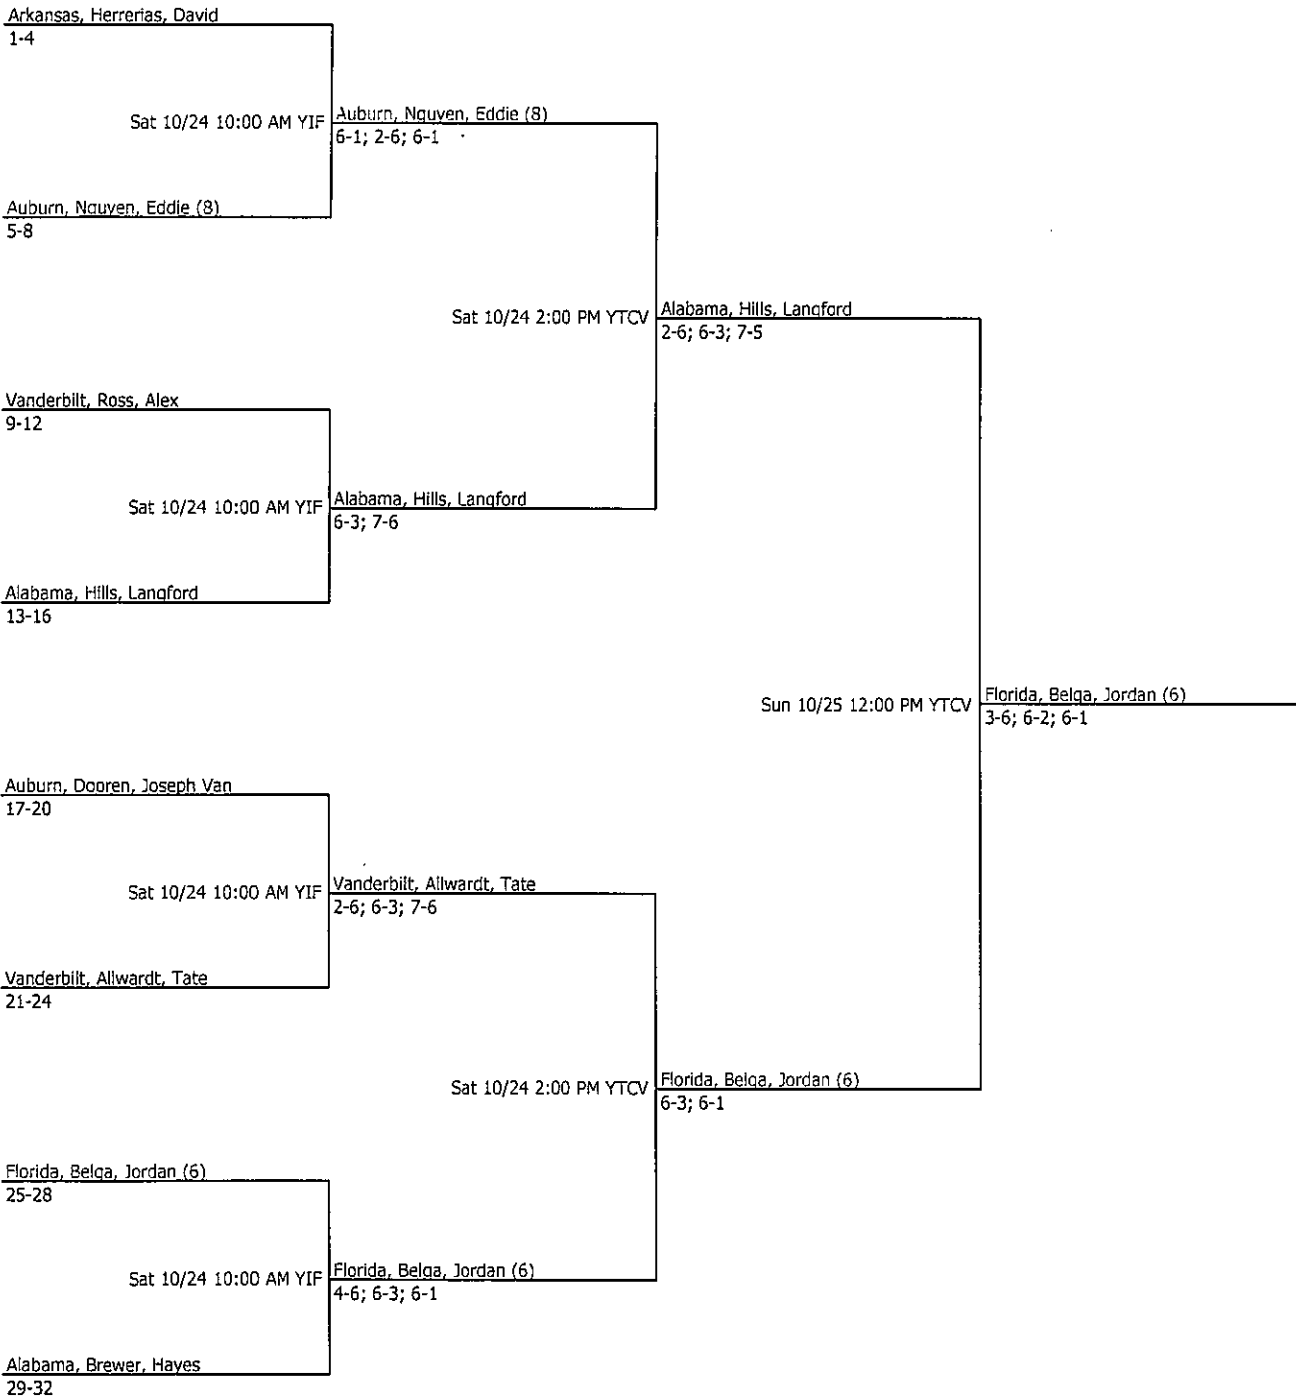 Arkansas, Herrerias, David
1-4
Sat 10/24 10:00 AM YIF
Auburn, Nguyen, Eddie (8)
6-1; 2-6; 6-1
Auburn, Nguyen, Eddie (8)
5-8
Sat 10/24 2:00 PM YTCV
Alabama, Hills, Langford
2-6; 6-3; 7-5
Vanderbilt, Ross, Alex
9-12
Sat 10/24 10:00 AM YIF
Alabama, Hills, Langford
6-3; 7-6
Alabama, Hills, Langford
13-16
Sun 10/25 12:00 PM YTCV
Florida, Belga, Jordan (6)
3-6; 6-2; 6-1
Auburn, Dooren, Joseph Van
17-20
Sat 10/24 10:00 AM YIF
Vanderbilt, Allwardt, Tate
2-6; 6-3; 7-6
Vanderbilt, Allwardt, Tate
21-24
Sat 10/24 2:00 PM YTCV
Florida, Belga, Jordan (6)
6-3; 6-1
Florida, Belga, Jordan (6)
25-28
Sat 10/24 10:00 AM YIF
Florida, Belga, Jordan (6)
4-6; 6-3; 6-1
Alabama, Brewer, Hayes
29-32